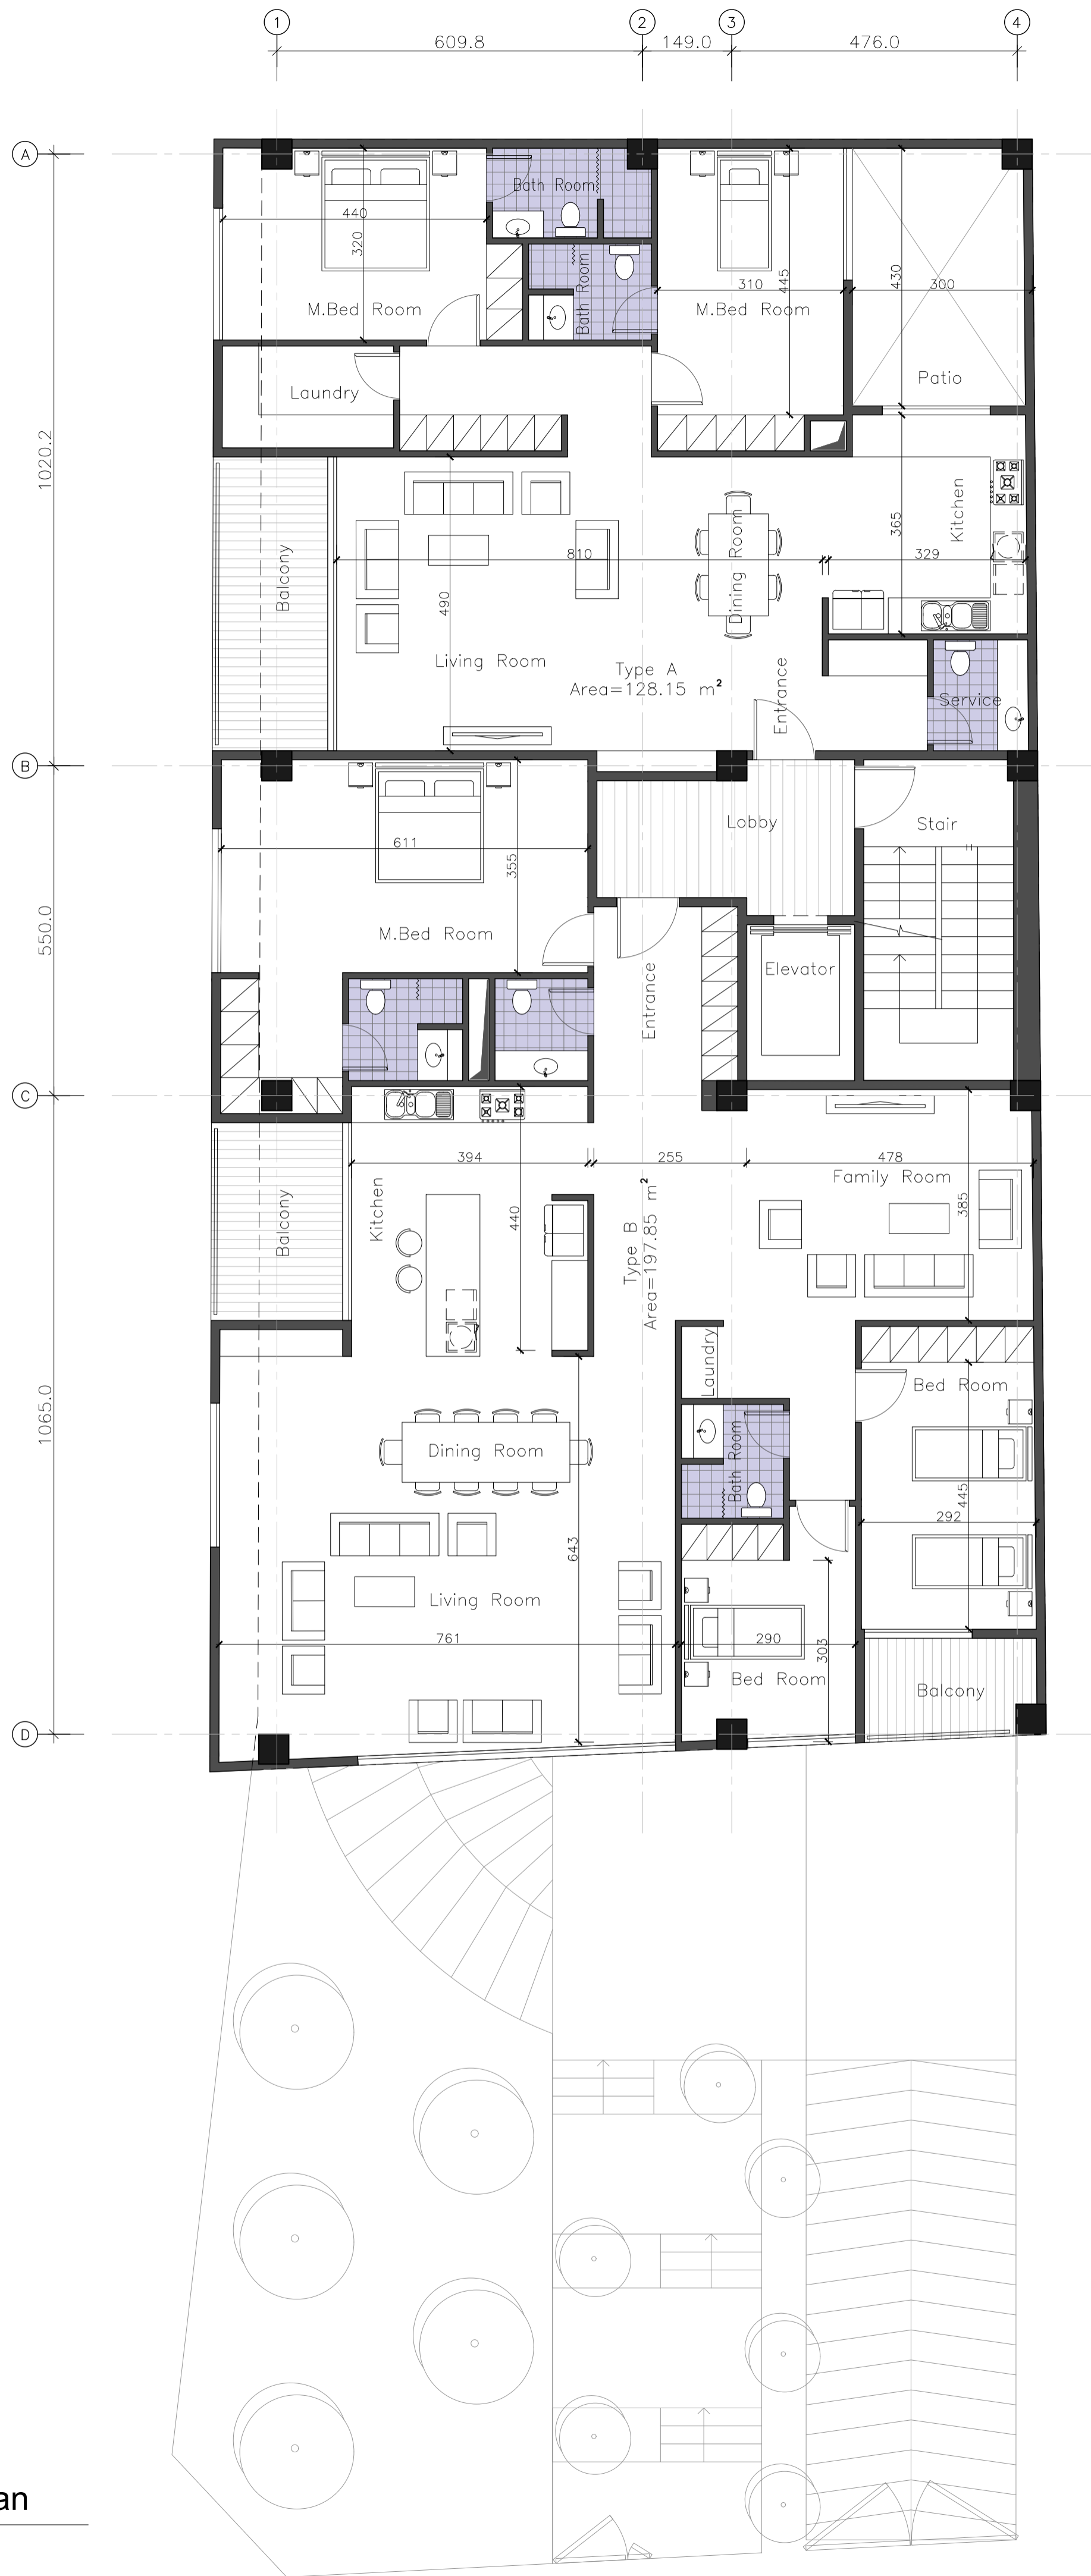 1
2
3
4
609.8
149.0
476.0
A
Bath Room
440
320
Bath Room
310
445
430
300
M.Bed Room
M.Bed Room
Patio
Laundry
1020.2
Balcony
810
490
Dining Room
365
Kitchen
329
Living Room
Type A
Area=128.15 m²
Entrance
Service
B
Lobby
Stair
611
355
M.Bed Room
550.0
Entrance
Elevator
C
394
255
478
Family Room
Balcony
Kitchen
440
Type B
Area=197.85 m²
385
Laundry
Bed Room
1065.0
Dining Room
Bath Room
445
292
643
Living Room
761
290
303
Bed Room
Balcony
D
an